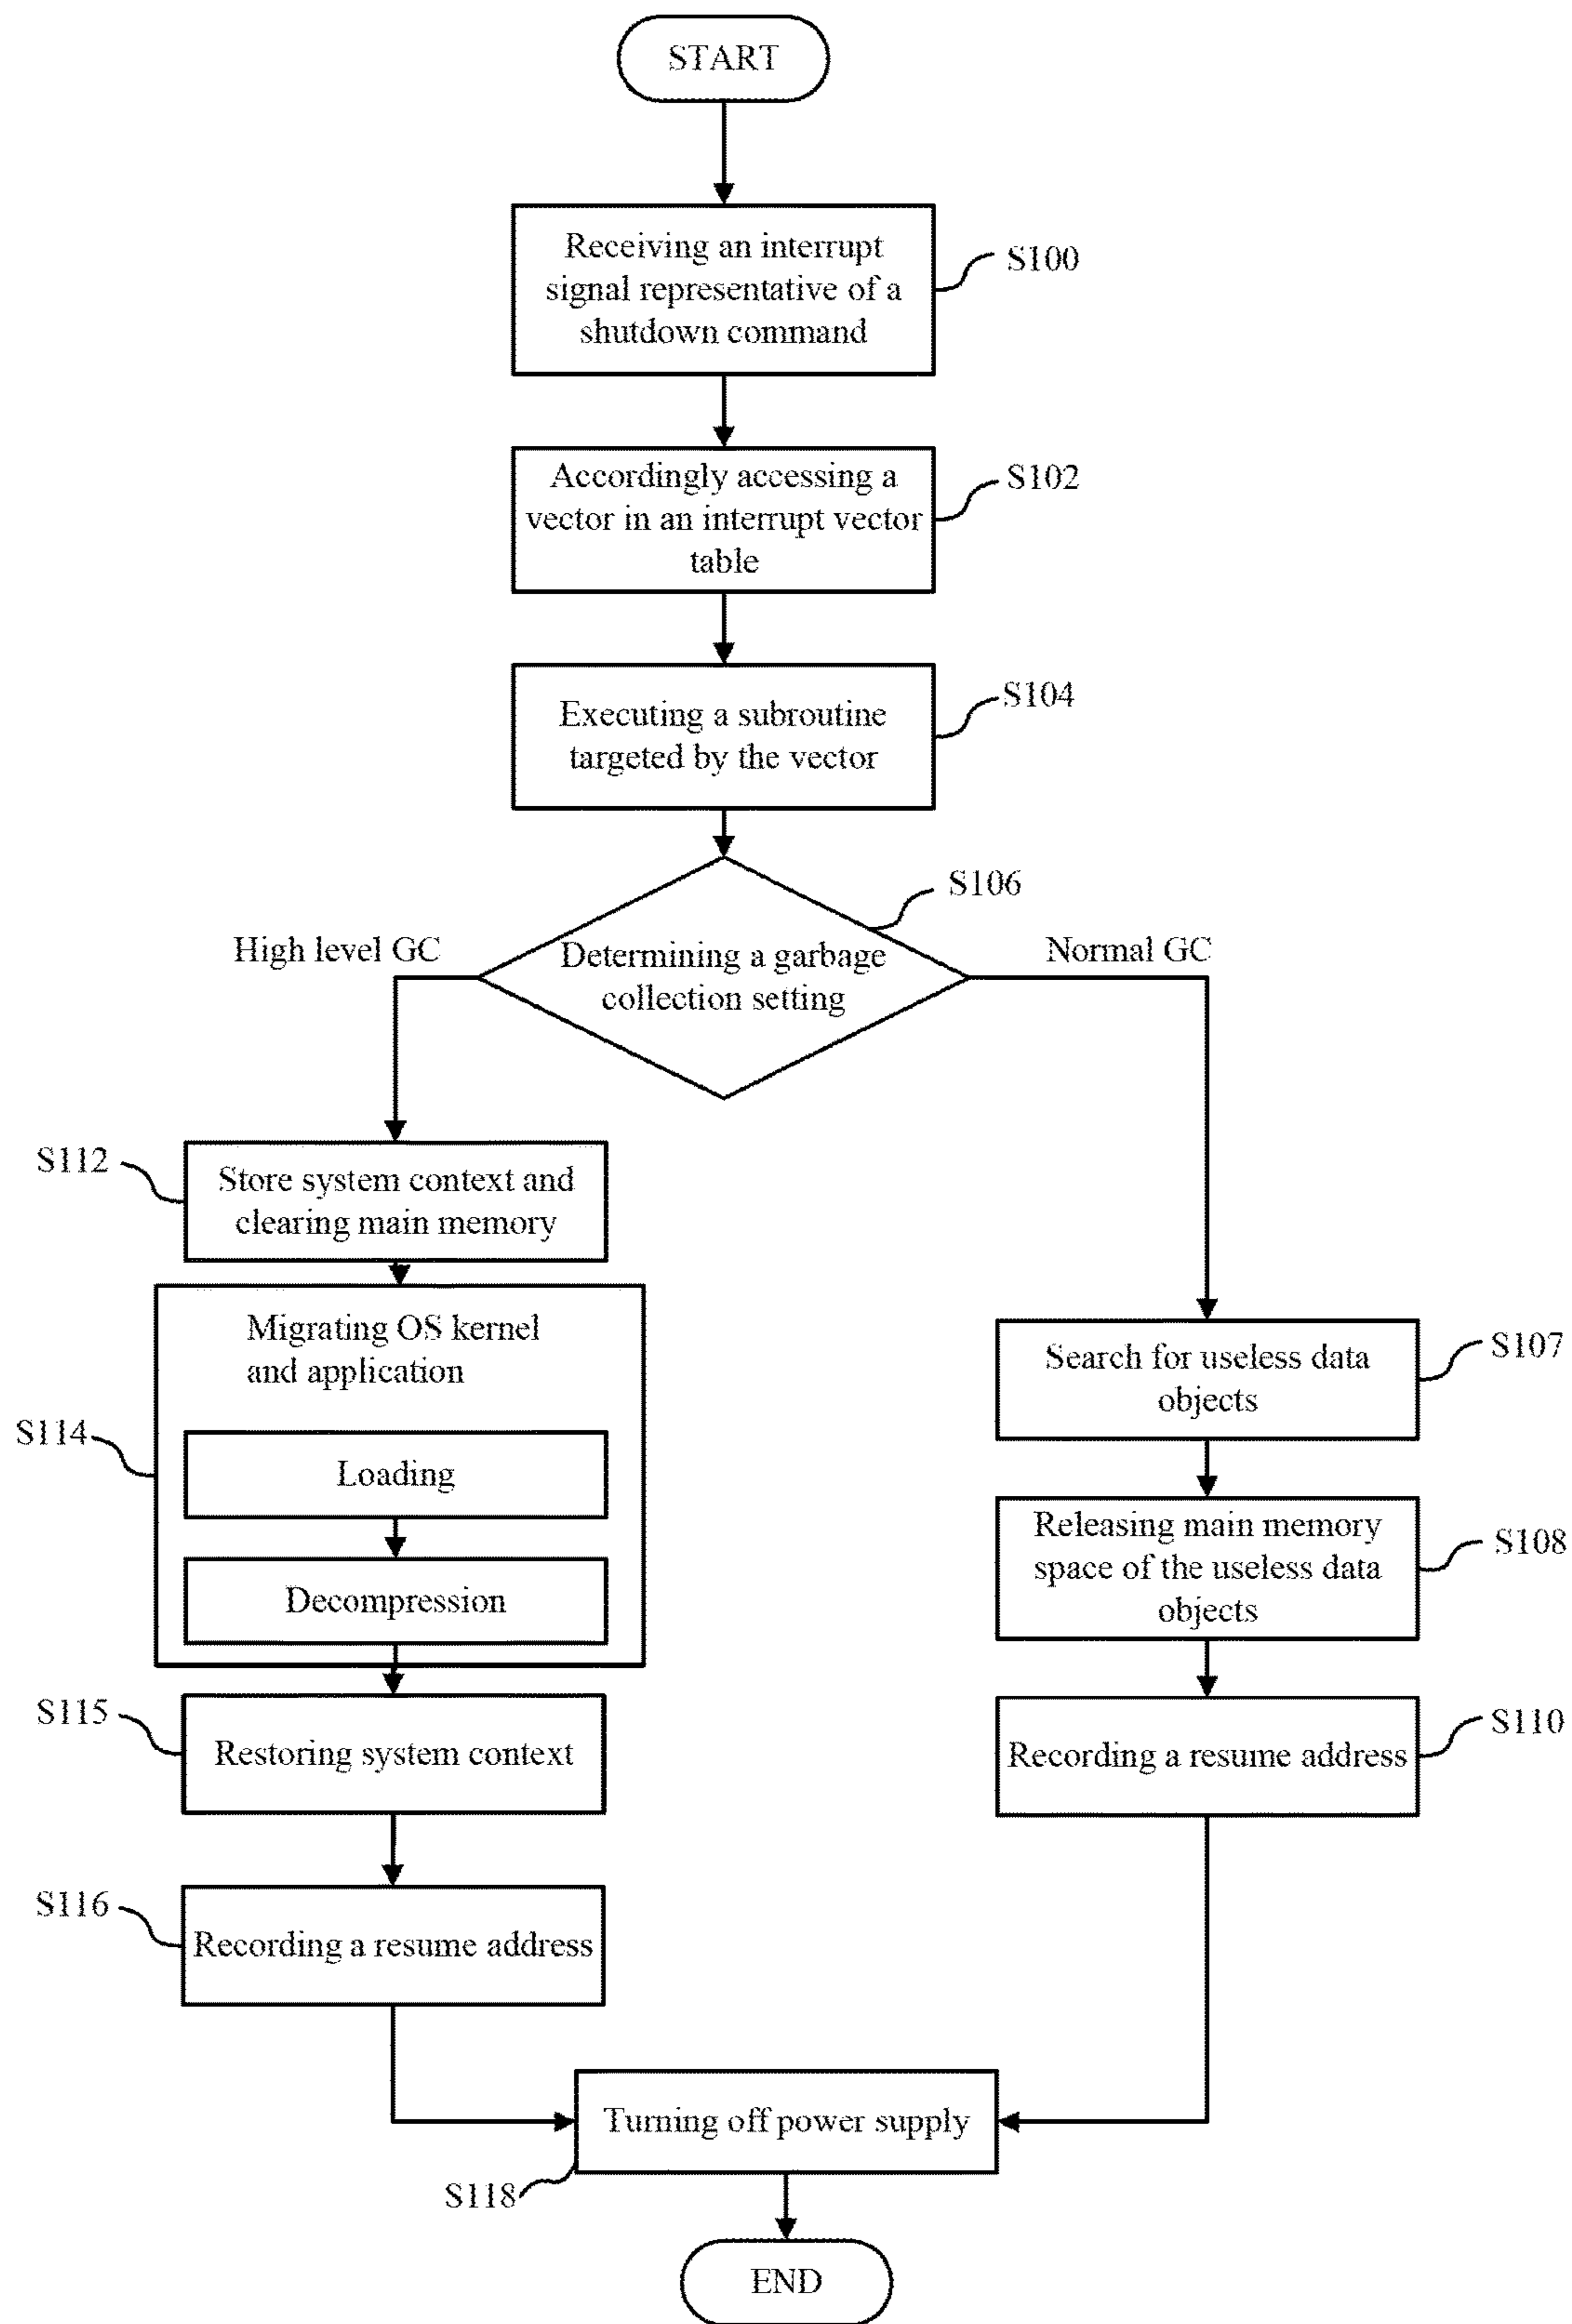 START
Receiving an interrupt
signal representative of a
shutdown command
S100
Accordingly accessing a
vector in an interrupt vector
table
S102
Executing a subroutine
targeted by the vector
S104
S106
High level GC
Determining a garbage
collection setting
Normal GC
S112
Store system context and
clearing main memory
Migrating OS kernel
and application
S114
Loading
Decompression
S115
Restoring system context
S116
Recording a resume address
Search for useless data
objects
S107
Releasing main memory
space of the useless data
objects
S108
Recording a resume address
S110
Turning off power supply
S118
END